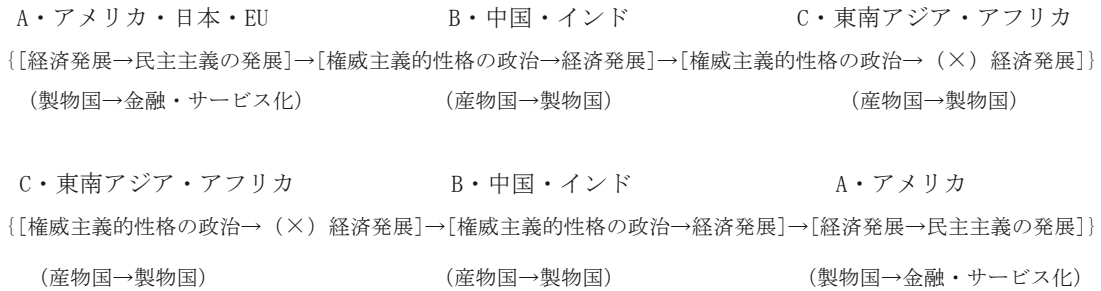 A・アメリカ・日本・EU　B・中国・インド　C・東南アジア・アフリカ
{[経済発展→民主主義の発展]→[権威主義的性格の政治→経済発展]→[権威主義的性格の政治→（×）経済発展]}
（製物国→金融・サービス化）　（産物国→製物国）　（産物国→製物国）
C・東南アジア・アフリカ　B・中国・インド　A・アメリカ
{[権威主義的性格の政治→（×）経済発展]→[権威主義的性格の政治→経済発展]→[経済発展→民主主義の発展]}
（産物国→製物国）　（産物国→製物国）　（製物国→金融・サービス化）